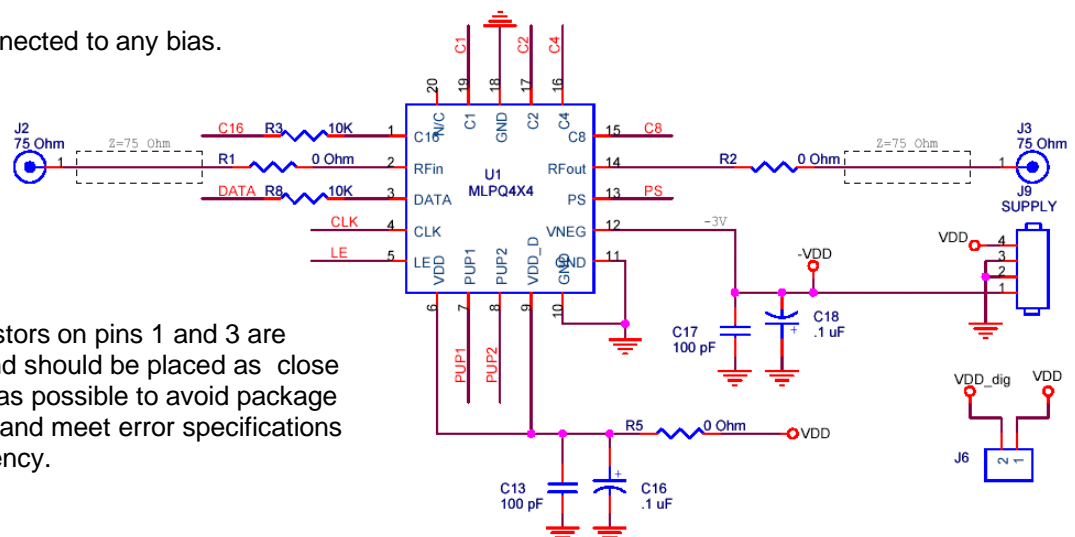 nnected to any bias.
C1
C2
C4
20
19
18
17
16
N/C
C1
GND
C2
C4
J2
75 Ohm
1
Z=75 Ohm
C16
R3
10K
1
C16
R1
0 Ohm
2
RFin
DATA
R8
10K
3
DATA
CLK
4
CLK
LE
5
LE
U1
MLPQ4X4
C8
15
C8
RFout
14
R2
0 Ohm
Z=75 Ohm
1
J3
75 Ohm
PS
13
PS
VNEG
12
-3V
GND
11
VDD
PUP1
PUP2
VDD_D
GND
6
7
8
9
10
PUP1
PUP2
J9
SUPPLY
VDD
4
3
2
1
-VDD
C17
100 pF
C18
+
.1 uF
stors on pins 1 and 3 are
nd should be placed as close
as possible to avoid package
and meet error specifications
ency.
R5
0 Ohm
VDD
C13
100 pF
C16
+
.1 uF
VDD_dig
VDD
J6
2
1